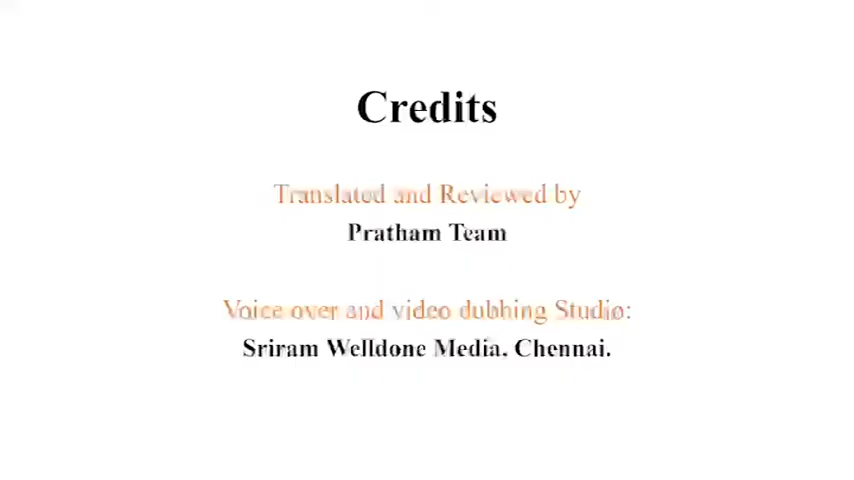 Credits
Translated and Reviewed by
Pratham Team
Voice over and video dubbing Studio:
Sriram Welldone Media. Chennai.